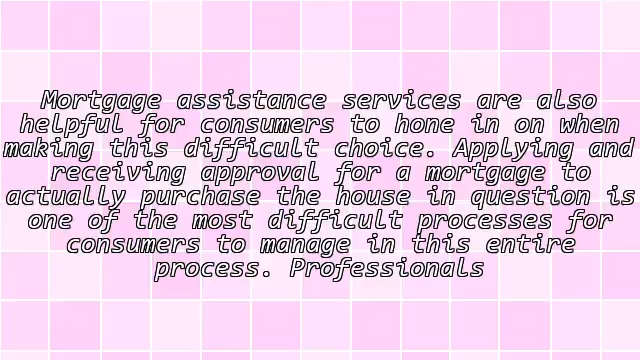 Mortgage assistance services are also
helpful for consumers to hone in on when
making this difficult choice. Applying and
receiving approval for a mortgage to
actually purchase the house in question is
one of the most difficult processes for
consumers to manage in this entire
process. Professionals